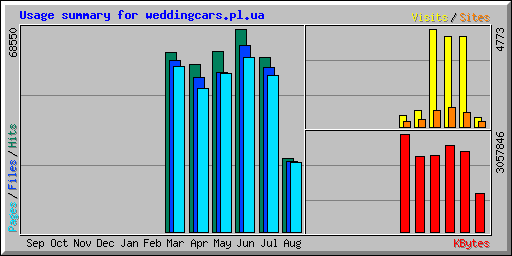 Usage summary for weddingcars.pl.ua
Visits/Sites
68550
4773
3057846
Pages/Files/Hits
Sep Oct Nov Dec Jan Feb Mar Apr May Jun Jul Aug
KBytes